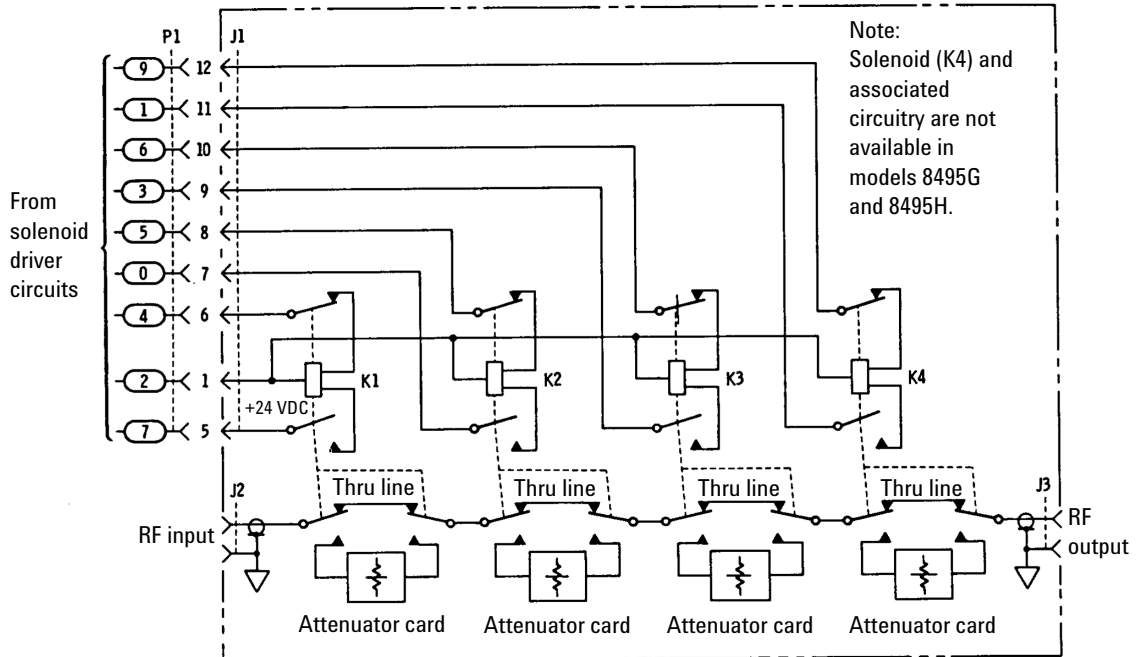 P1 J1
9 12
1 11
6 10
3 9
5 8
0 7
4 6
2 1
7 5
From
solenoid
driver
circuits
+24 VDC
K1
K2
K3
K4
Note:
Solenoid (K4) and
associated
circuitry are not
available in
models 8495G
and 8495H.
J2
RF input
Thru line
Thru line
Thru line
Thru line
J3
RF
output
Attenuator card
Attenuator card
Attenuator card
Attenuator card